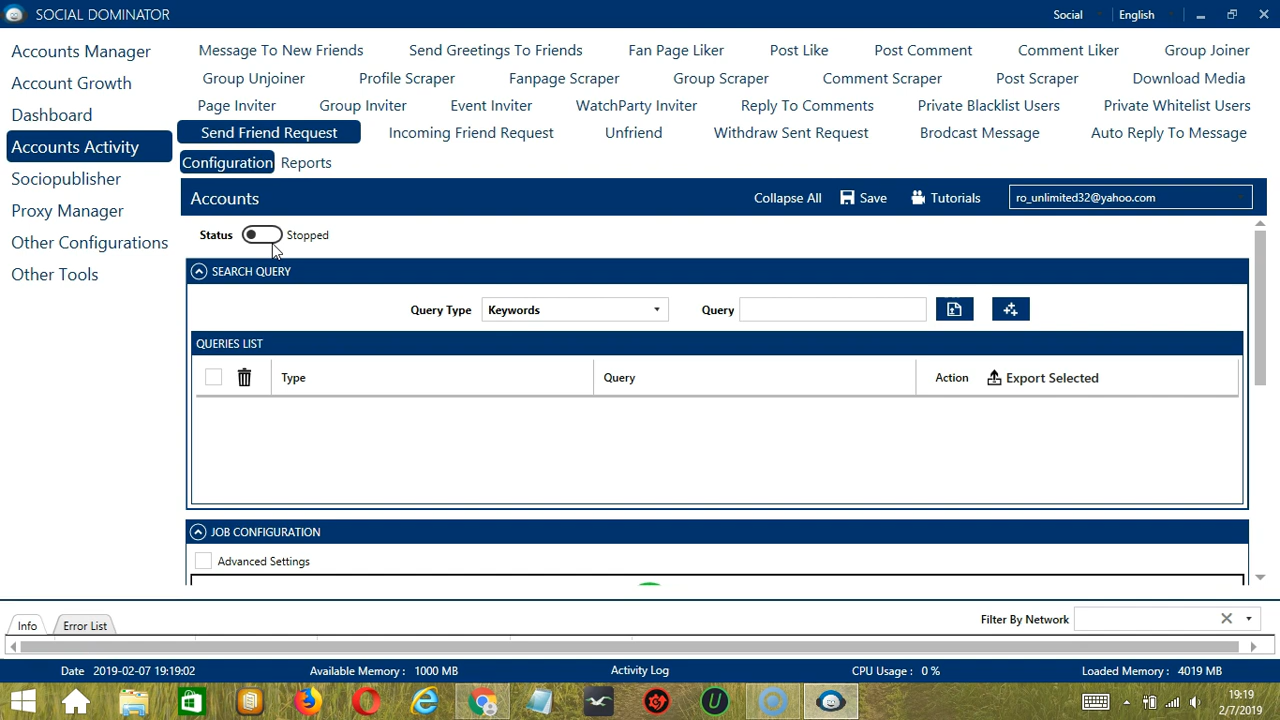 SOCIAL DOMINATOR Social English
Accounts Manager
Account Growth
Dashboard
Accounts Activity
Sociopublisher
Proxy Manager
Other Configurations
Other Tools
Message To New Friends Send Greetings To Friends Fan Page Liker Post Like Post Comment Comment Liker Group Joiner
Group Unjoiner Profile Scraper Fanpage Scraper Group Scraper Comment Scraper Post Scraper Download Media
Page Inviter Group Inviter Event Inviter WatchParty Inviter Reply To Comments Private Blacklist Users Private Whitelist Users
Send Friend Request Incoming Friend Request Unfriend Withdraw Sent Request Brodcast Message Auto Reply To Message
Configuration Reports
Accounts Collapse All Save Tutorials ro_unlimited32@yahoo.com
Status Stopped
SEARCH QUERY
Query Type Keywords Query
QUERIES LIST
Type Query Action Export Selected
JOB CONFIGURATION
Advanced Settings
Info Error List Filter By Network
Date 2019-02-07 19:19:02 Available Memory : 1000 MB Activity Log CPU Usage : 0 % Loaded Memory : 4019 MB
19:19
2/7/2019